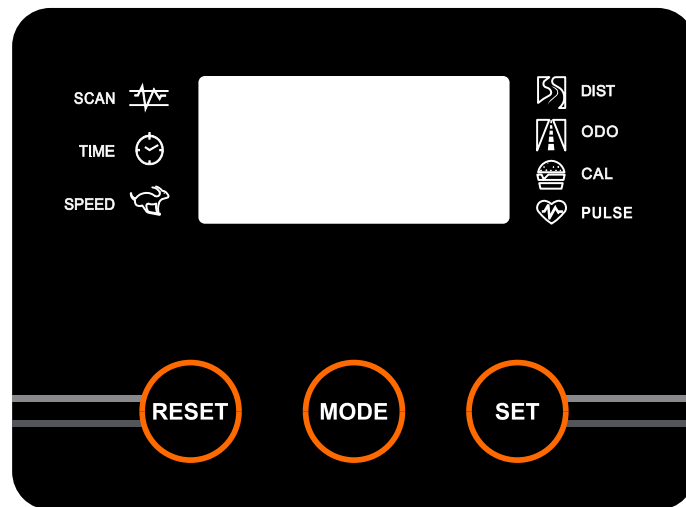 SCAN
TIME
SPEED
DIST
ODO
CAL
PULSE
RESET
MODE
SET